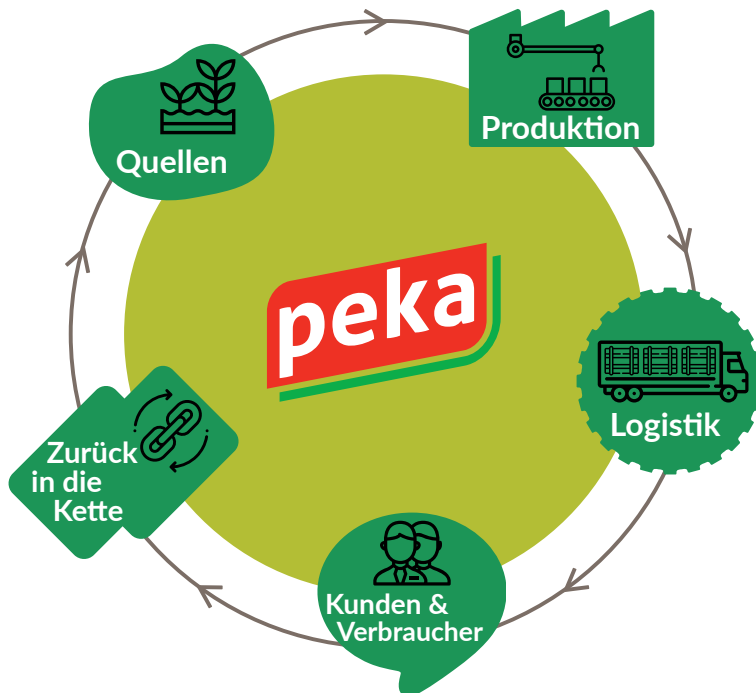 Quellen
Produktion
peka
Logistik
Zurück
in die
Kette
Kunden &
Verbraucher